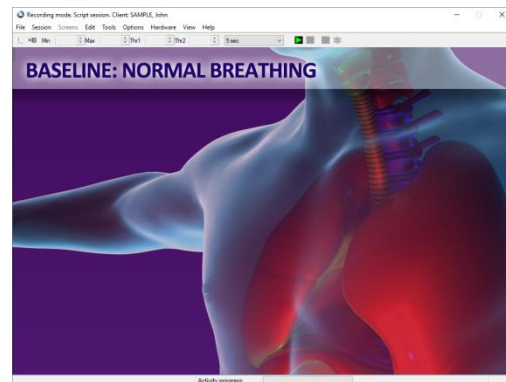 Recording mode. Script session. Client: SAMPLE, John
File Session Screens Edit Tools Options Hardware View Help
Min Max Thr1 Thr2 5 sec
BASELINE: NORMAL BREATHING
Activity progress: